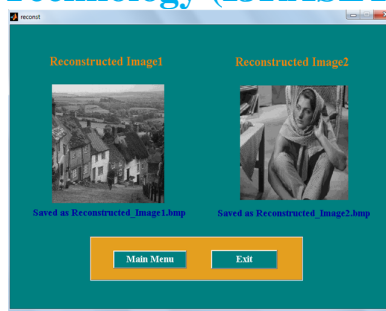 reconst
Reconstructed Image1
Reconstructed Image2
Saved as Reconstructed_Image1.bmp
Saved as Reconstructed_Image2.bmp
Main Menu
Exit